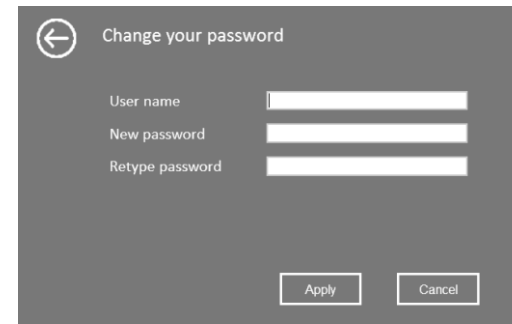 Change your password
User name
New password
Retype password
Apply Cancel